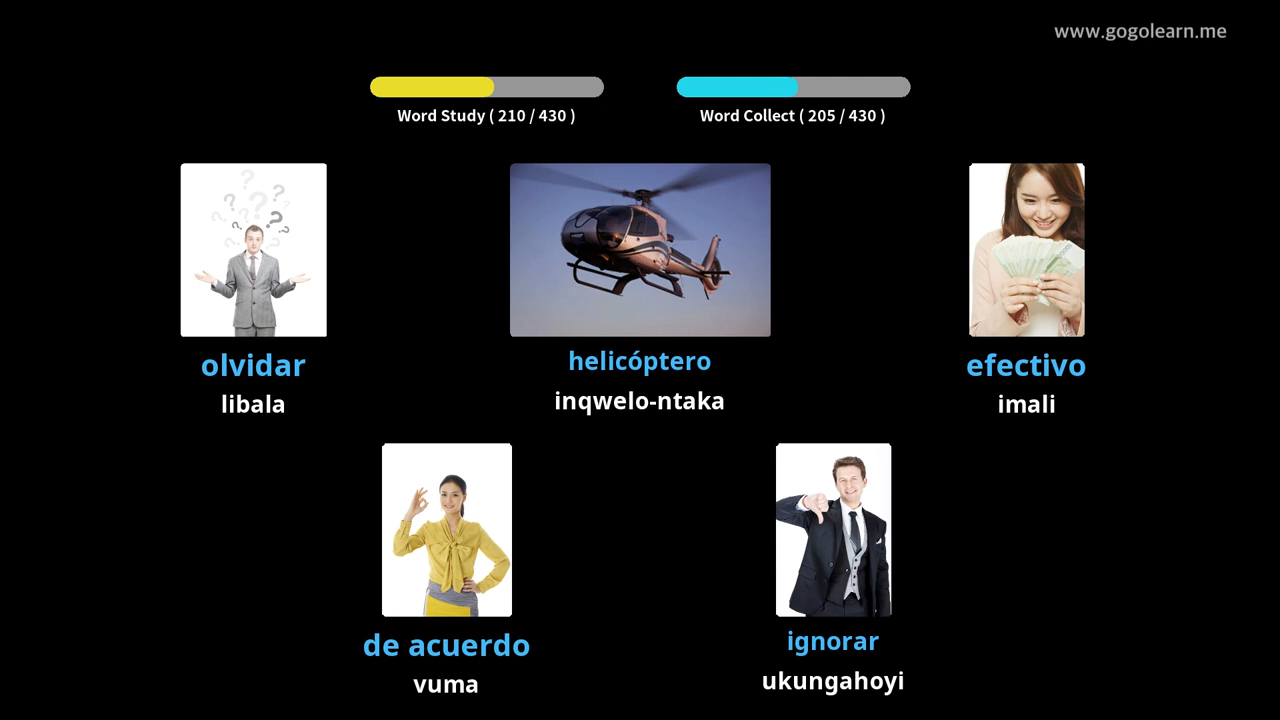 www.gogolearn.me
Word Study ( 210 / 430 )
Word Collect ( 205 / 430 )
olvidar
libala
helicóptero
inqwelo-ntaka
efectivo
imali
de acuerdo
vuma
ignorar
ukungahoyi